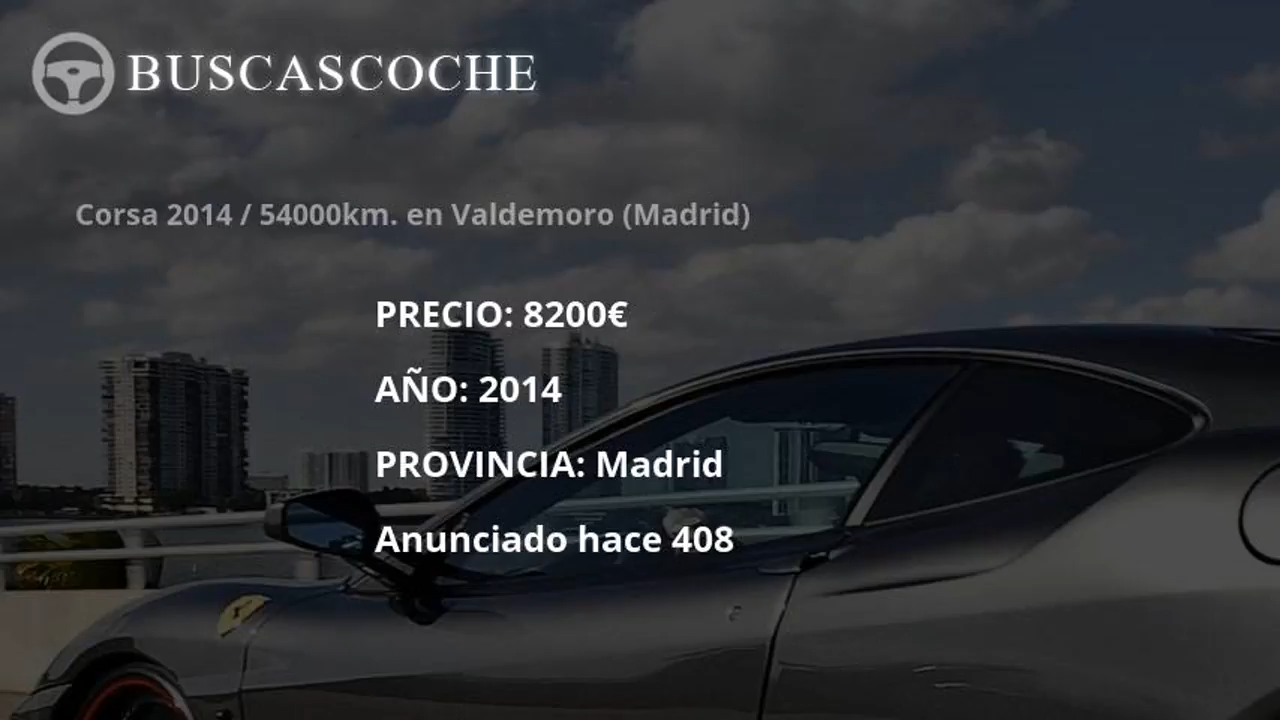 BUSCASCOCHE
Corsa 2014 / 54000km. en Valdemoro (Madrid)
PRECIO: 8200€
AÑO: 2014
PROVINCIA: Madrid
Anunciado hace 408